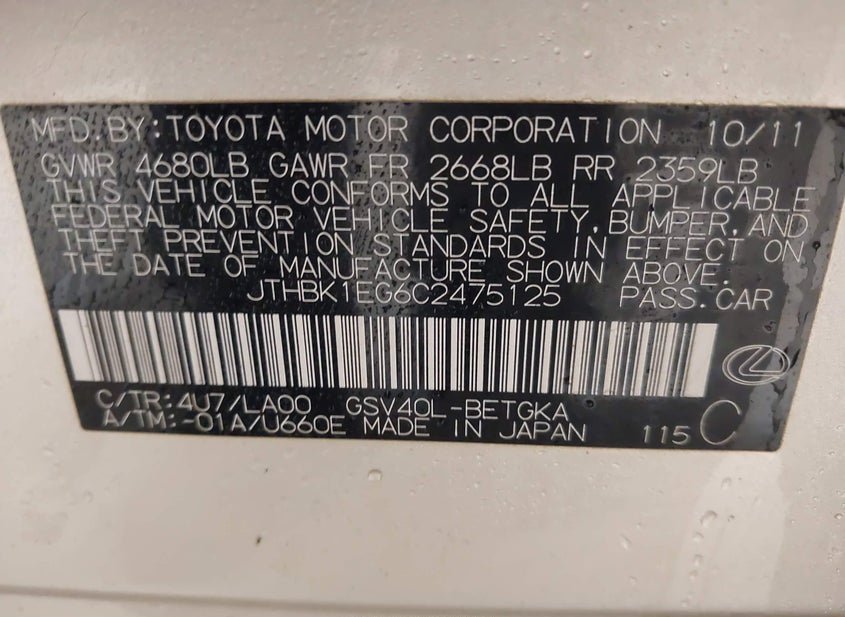 MFD.BY:TOYOTA MOTOR CORPORATION 10/11
GVWR 4680LB GAWR FR 2668LB RR 2359LB
THIS VEHICLE CONFORMS TO ALL APPLICABLE
FEDERAL MOTOR VEHICLE SAFETY,BUMPER,AND
THEFT PREVENTION STANDARDS IN EFFECT ON
THE DATE OF MANUFACTURE SHOWN ABOVE.
JTHBK1EG6C2475125 PASS.CAR
C/TR:4U7/LA00 GSV40L-BETGKA
A/TM:-01A/U660E MADE IN JAPAN 115 C